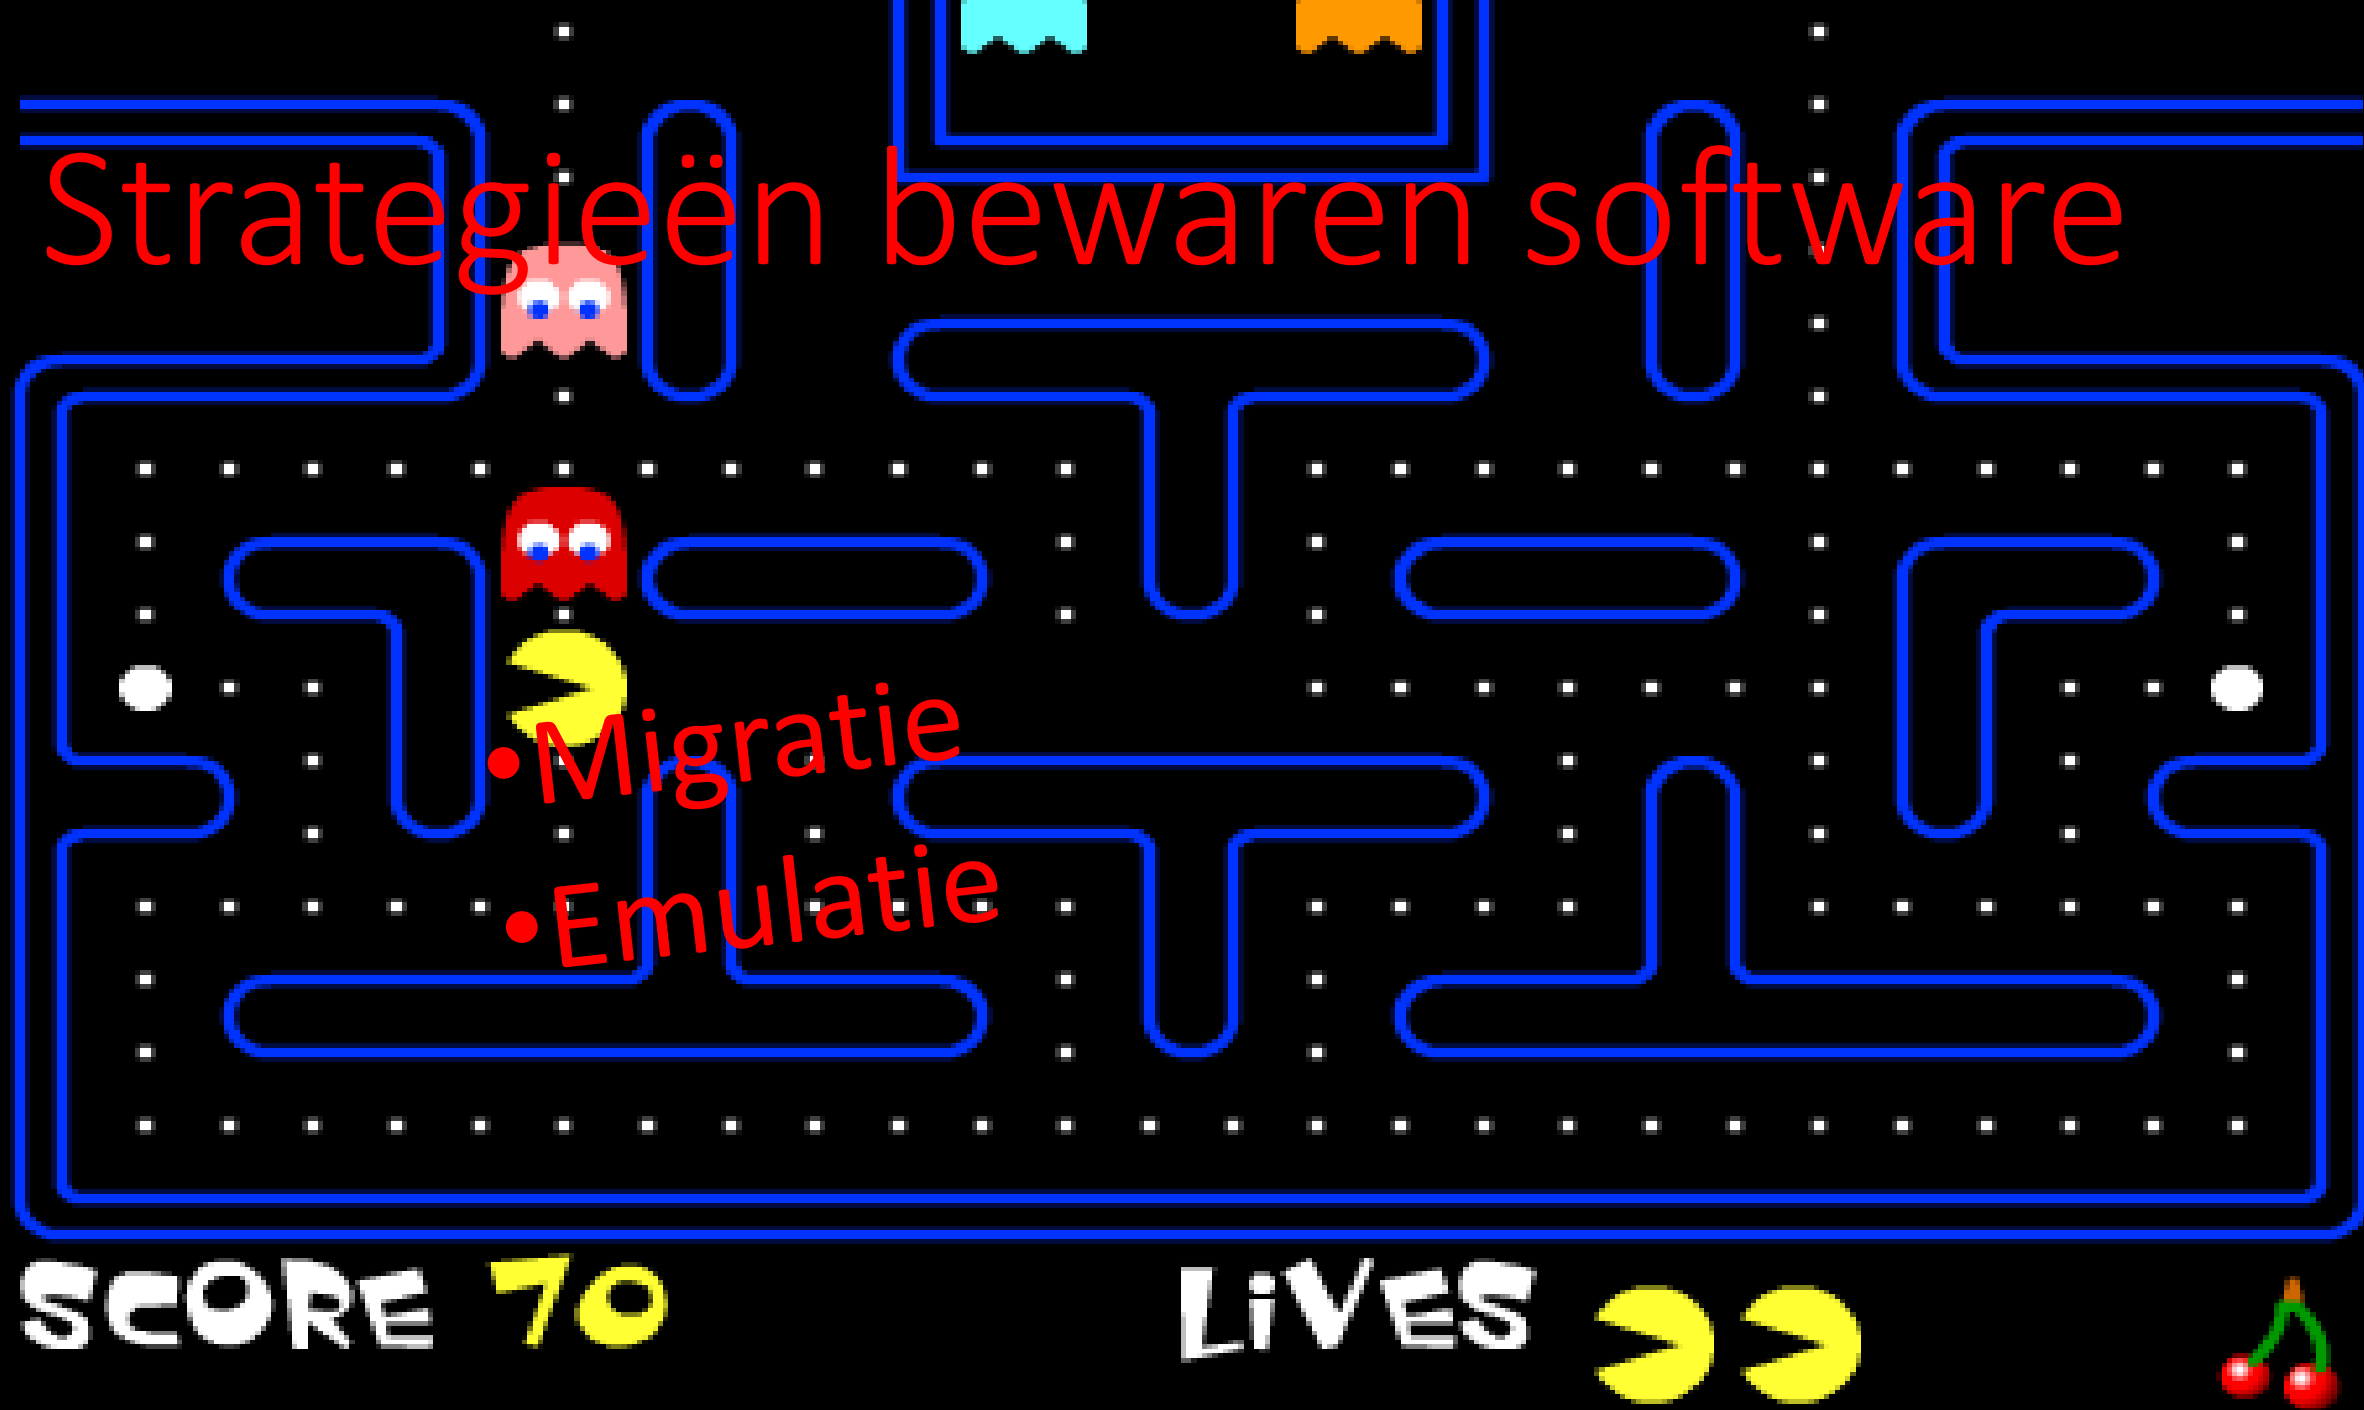 Strategieën bewaren software
•Migratie
•Emulatie
SCORE 70
LiVES